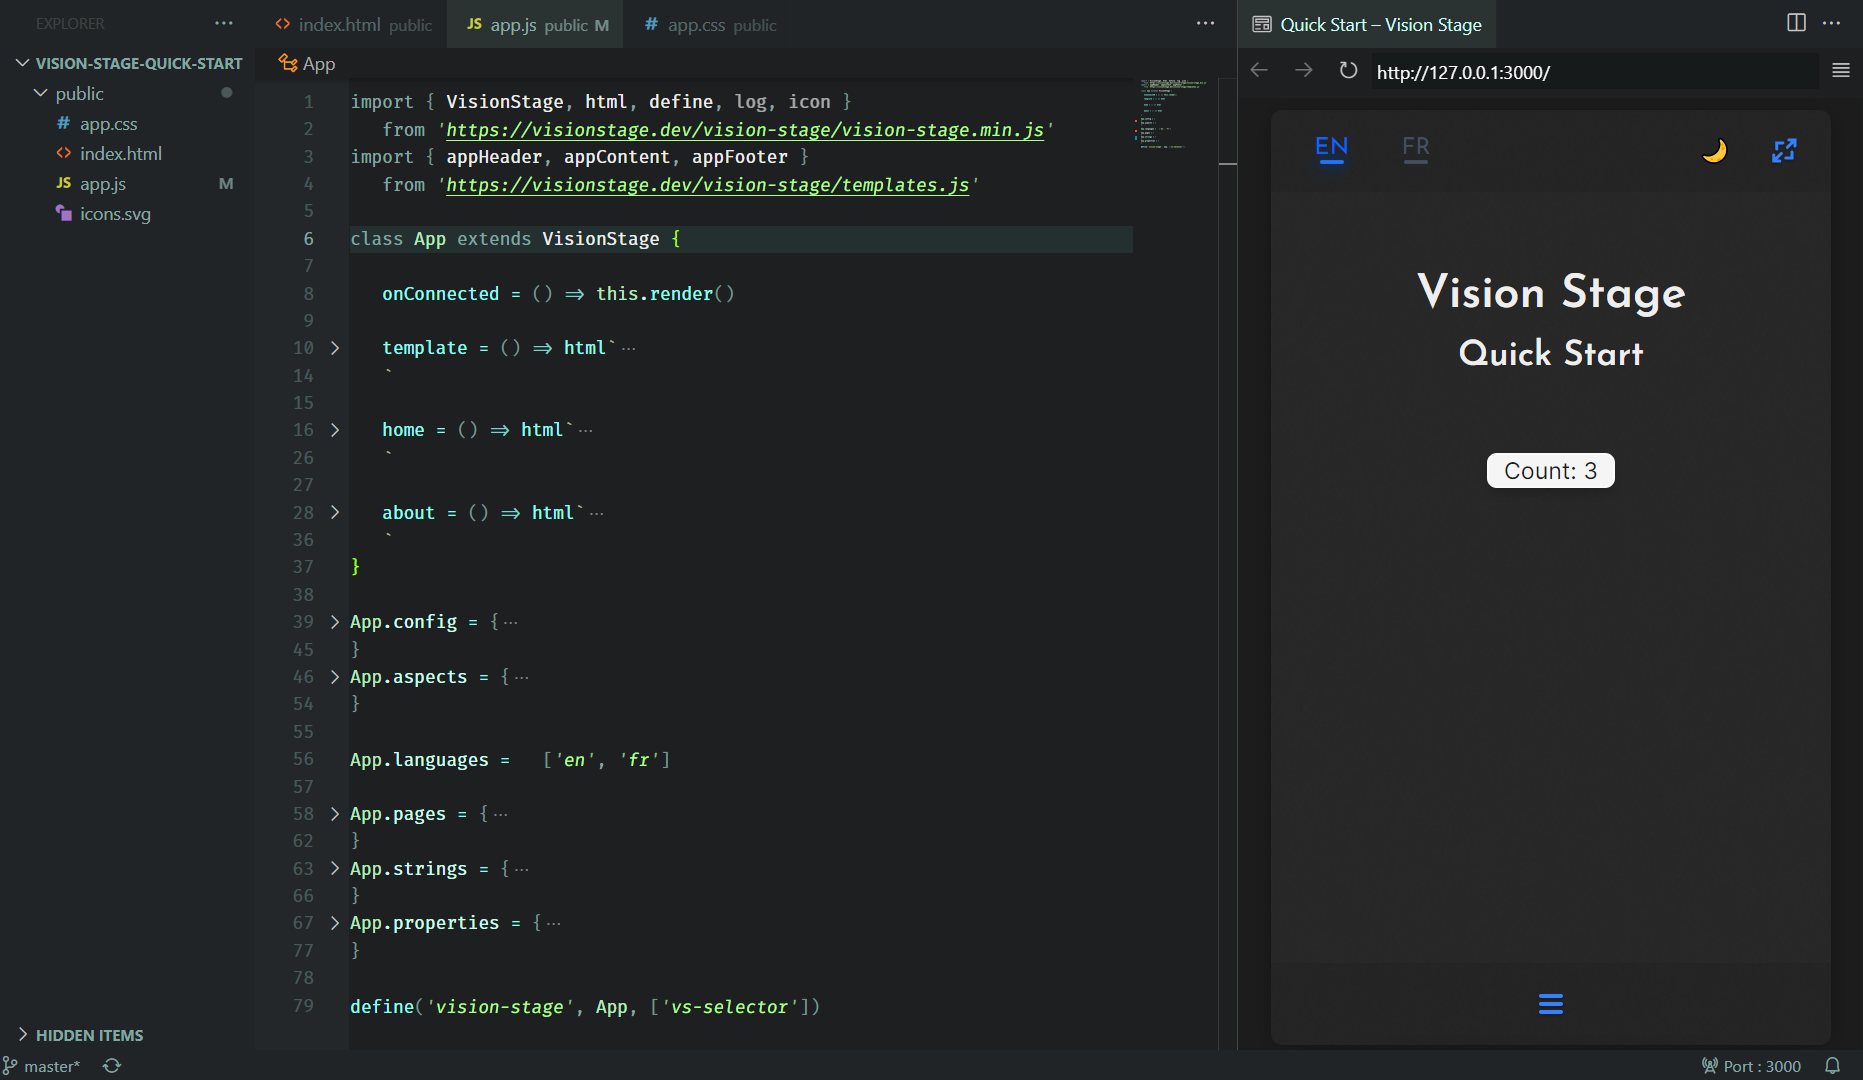 EXPLORER ···
VISION-STAGE-QUICK-START
public
# app.css
<> index.html
JS app.js M
icons.svg
HIDDEN ITEMS
master*
<> index.html public
JS app.js public M
# app.css public
···
App
1 import { VisionStage, html, define, log, icon }
2 from 'https://visionstage.dev/vision-stage/vision-stage.min.js'
3 import { appHeader, appContent, appFooter }
4 from 'https://visionstage.dev/vision-stage/templates.js'
5
6 class App extends VisionStage {
7
8 onConnected = () => this.render()
9
10 template = () => html`···
14 `
15
16 home = () => html`···
26 `
27
28 about = () => html`···
36 `
37 }
38
39 App.config = {···
45 }
46 App.aspects = {···
54 }
55
56 App.languages = ['en', 'fr']
57
58 App.pages = {···
62 }
63 App.strings = {···
66 }
67 App.properties = {···
77 }
78
79 define('vision-stage', App, ['vs-selector'])
Quick Start – Vision Stage
···
http://127.0.0.1:3000/
EN FR
Vision Stage
Quick Start
Count: 3
Port : 3000